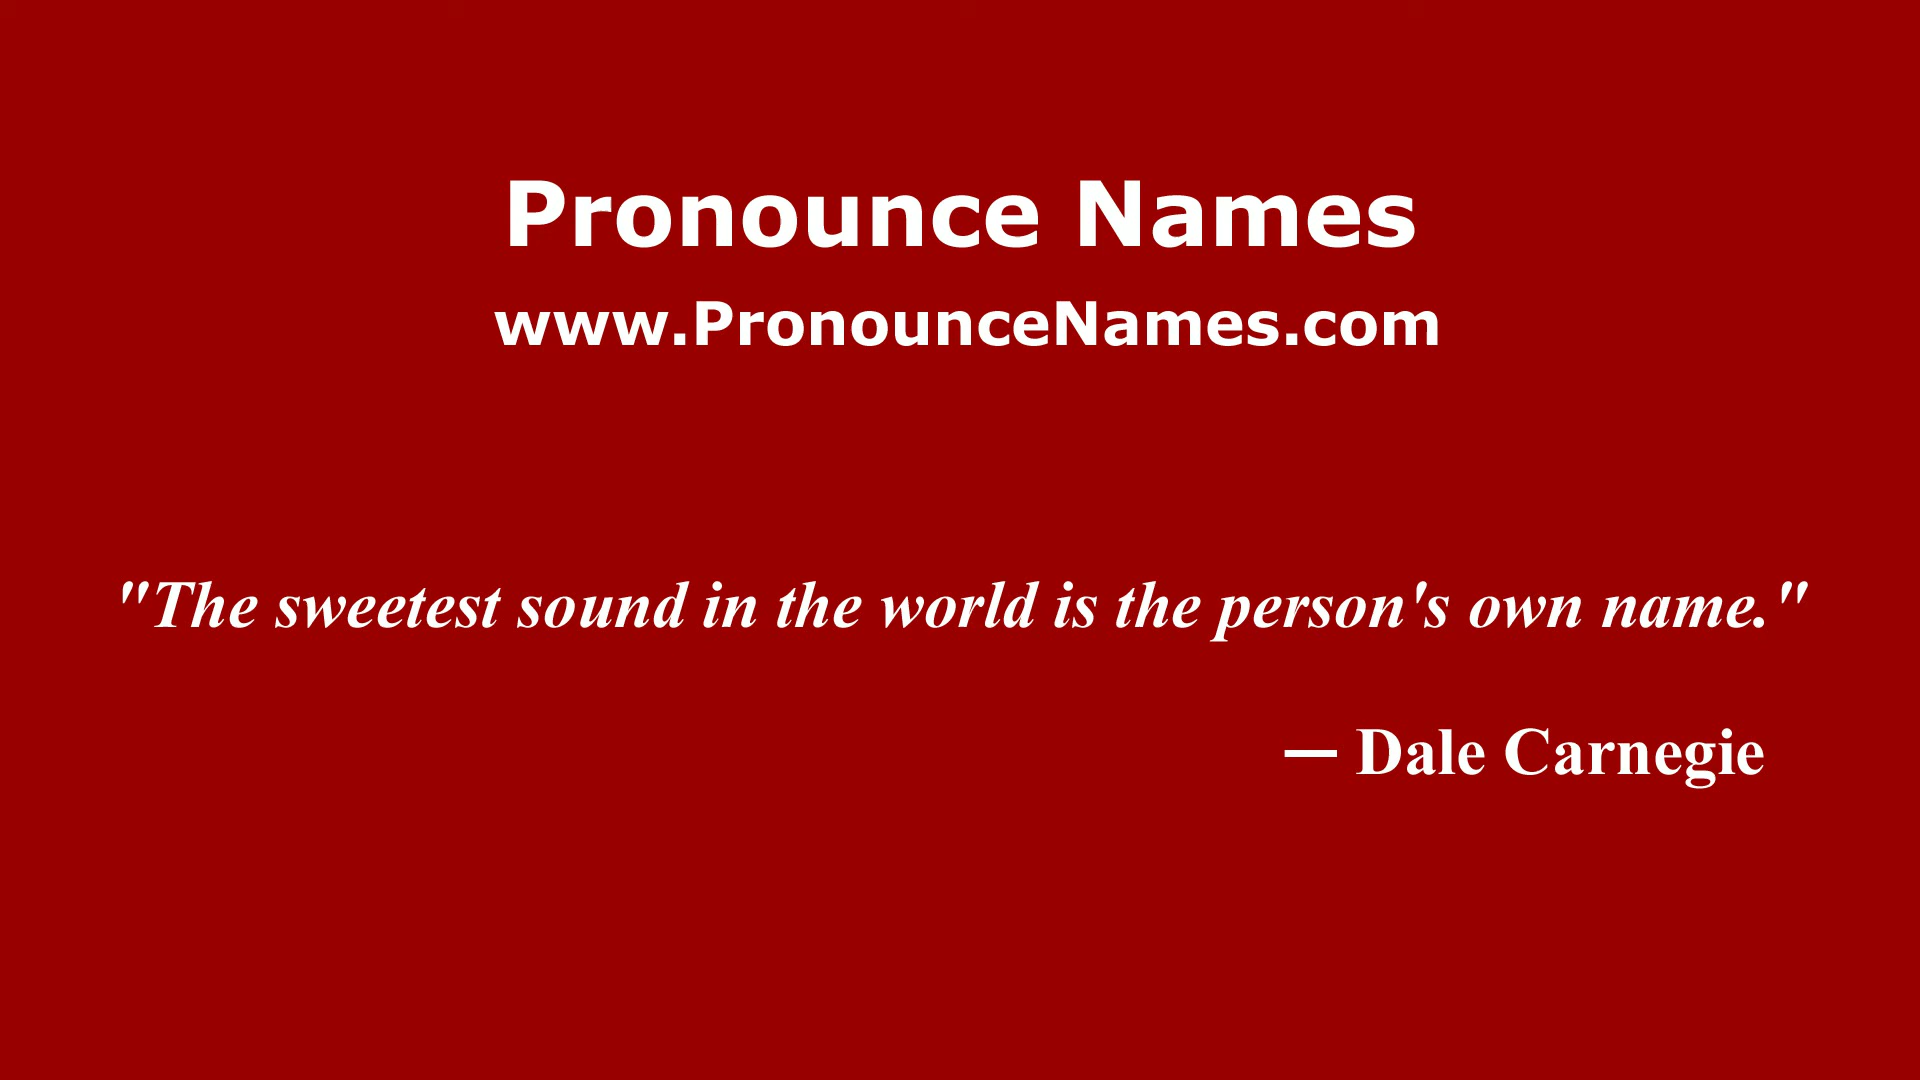 Pronounce Names
www.PronounceNames.com
"The sweetest sound in the world is the person's own name."
— Dale Carnegie